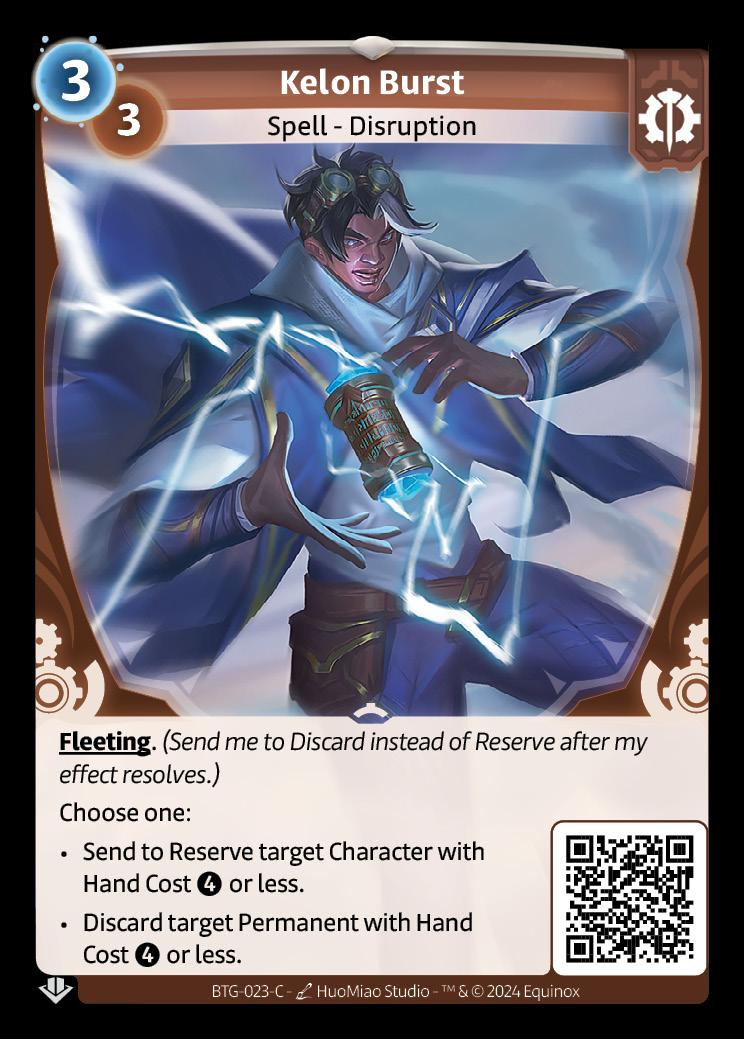 3
Kelon Burst
3
Spell - Disruption
Fleeting. (Send me to Discard instead of Reserve after my
effect resolves.)
Choose one:
• Send to Reserve target Character with
Hand Cost 4 or less.
• Discard target Permanent with Hand
Cost 4 or less.
BTG-023-C - HuoMiao Studio - ™ & © 2024 Equinox